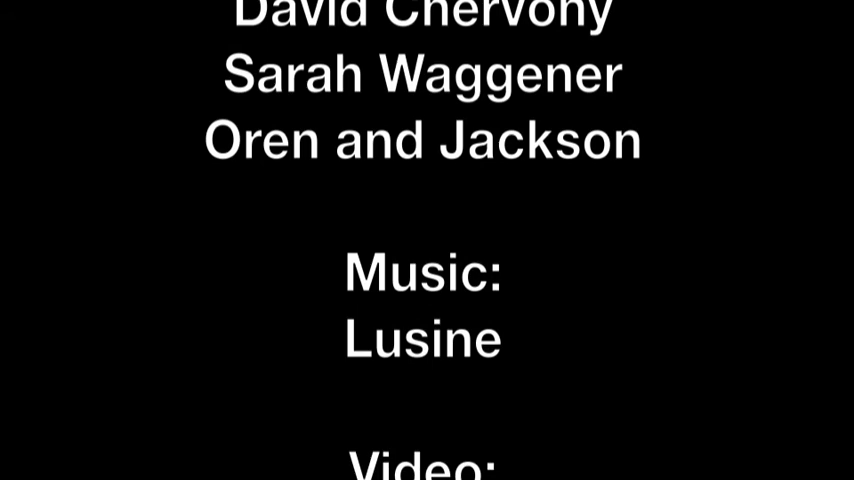 David Chervony
Sarah Waggener
Oren and Jackson
Music:
Lusine
Video: